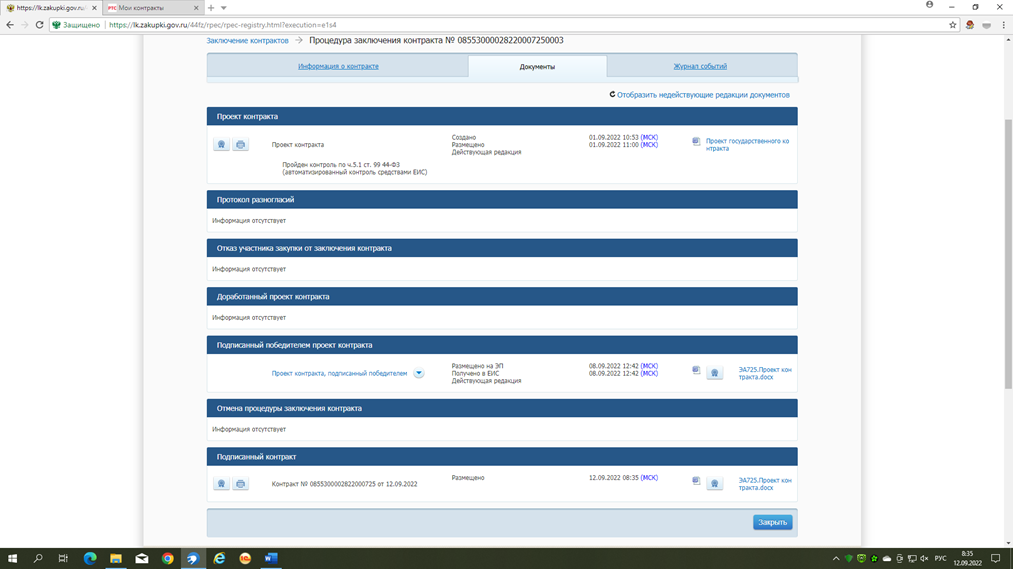 https://lk.zakupki.gov.ru
РТС Мои контракты
Защищено https://lk.zakupki.gov.ru/44fz/rpec/rpec-registry.html?execution=e1s4
Заключение контрактов → Процедура заключения контракта № 08553000028220007250003
Информация о контракте Документы Журнал событий
Отобразить недействующие редакции документов
Проект контракта
Проект контракта
Создано 01.09.2022 10:53 (МСК)
Размещено 01.09.2022 11:00 (МСК)
Действующая редакция
Проект государственного ко
нтракта
Пройден контроль по ч.5.1 ст. 99 44-ФЗ
(автоматизированный контроль средствами ЕИС)
Протокол разногласий
Информация отсутствует
Отказ участника закупки от заключения контракта
Информация отсутствует
Доработанный проект контракта
Информация отсутствует
Подписанный победителем проект контракта
Проект контракта, подписанный победителем
Размещено на ЭП 08.09.2022 12:42 (МСК)
Получено в ЕИС 08.09.2022 12:42 (МСК)
Действующая редакция
ЭА725.Проект кон
тракта.docx
Отмена процедуры заключения контракта
Информация отсутствует
Подписанный контракт
Контракт № 0855300002822000725 от 12.09.2022
Размещено 12.09.2022 08:35 (МСК)
ЭА725.Проект кон
тракта.docx
Закрыть
РУС
8:35
12.09.2022